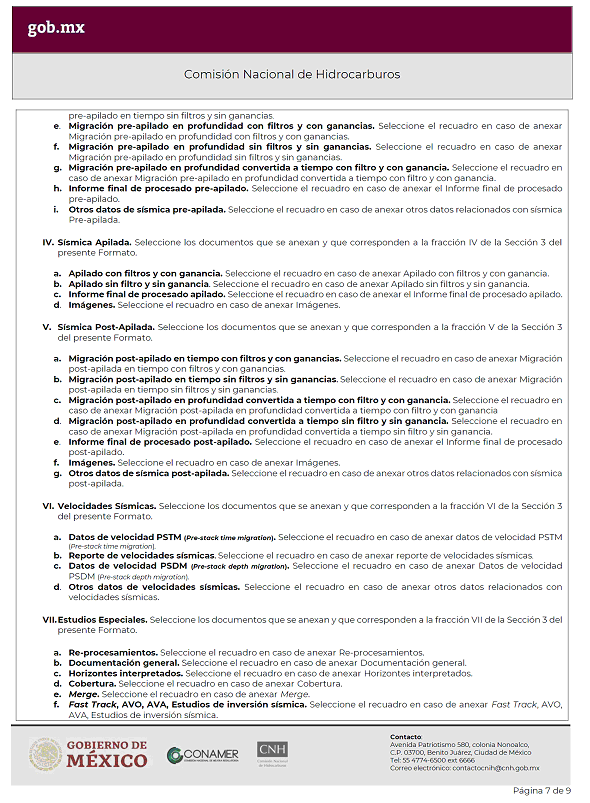 gob.mx
Comisión Nacional de Hidrocarburos
pre-apilado en tiempo sin filtros y sin ganancias.
e. Migración pre-apilado en profundidad con filtros y con ganancias. Seleccione el recuadro en caso de anexar
Migración pre-apilado en profundidad con filtros y con ganancias.
f. Migración pre-apilado en profundidad sin filtros y sin ganancias. Seleccione el recuadro en caso de anexar
Migración pre-apilado en profundidad sin filtros y sin ganancias.
g. Migración pre-apilado en profundidad convertida a tiempo con filtro y con ganancia. Seleccione el recuadro en
caso de anexar Migración pre-apilado en profundidad convertida a tiempo con filtro y con ganancia.
h. Informe final de procesado pre-apilado. Seleccione el recuadro en caso de anexar el Informe final de procesado
pre-apilado.
i. Otros datos de sísmica pre-apilada. Seleccione el recuadro en caso de anexar otros datos relacionados con sísmica
Pre-apilada.
IV. Sísmica Apilada. Seleccione los documentos que se anexan y que corresponden a la fracción IV de la Sección 3 del
presente Formato.
a. Apilado con filtros y con ganancia. Seleccione el recuadro en caso de anexar Apilado con filtros y con ganancia.
b. Apilado sin filtro y sin ganancia. Seleccione el recuadro en caso de anexar Apilado sin filtro y sin ganancia.
c. Informe final de procesado apilado. Seleccione el recuadro en caso de anexar el Informe final de procesado apilado.
d. Imágenes. Seleccione el recuadro en caso de anexar Imágenes.
V. Sísmica Post-Apilada. Seleccione los documentos que se anexan y que corresponden a la fracción V de la Sección 3
del presente Formato.
a. Migración post-apilado en tiempo con filtros y con ganancias. Seleccione el recuadro en caso de anexar Migración
post-apilada en tiempo con filtros y con ganancias.
b. Migración post-apilado en tiempo sin filtros y sin ganancias. Seleccione el recuadro en caso de anexar Migración
post-apilada en tiempo sin filtros y sin ganancias.
c. Migración post-apilado en profundidad convertida a tiempo con filtro y con ganancia. Seleccione el recuadro en
caso de anexar Migración post-apilada en profundidad convertida a tiempo con filtro y con ganancia
d. Migración post-apilado en profundidad convertida a tiempo sin filtro y sin ganancia. Seleccione el recuadro en
caso de anexar Migración post-apilada en profundidad convertida a tiempo sin filtro y sin ganancia.
e. Informe final de procesado post-apilado. Seleccione el recuadro en caso de anexar el Informe final de procesado
post-apilado.
f. Imágenes. Seleccione el recuadro en caso de anexar Imágenes.
g. Otros datos de sísmica post-apilada. Seleccione el recuadro en caso de anexar otros datos relacionados con sísmica
post-apilada.
VI. Velocidades Sísmicas. Seleccione los documentos que se anexan y que corresponden a la fracción VI de la Sección 3
del presente Formato.
a. Datos de velocidad PSTM (Pre-stack time migration). Seleccione el recuadro en caso de anexar datos de velocidad PSTM
(Pre-stack time migration).
b. Reporte de velocidades sísmicas. Seleccione el recuadro en caso de anexar reporte de velocidades sísmicas.
c. Datos de velocidad PSDM (Pre-stack depth migration). Seleccione el recuadro en caso de anexar Datos de velocidad
PSDM (Pre-stack depth migration).
d. Otros datos de velocidades sísmicas. Seleccione el recuadro en caso de anexar otros datos relacionados con
velocidades sísmicas.
VII. Estudios Especiales. Seleccione los documentos que se anexan y que corresponden a la fracción VII de la Sección 3 del
presente Formato.
a. Re-procesamientos. Seleccione el recuadro en caso de anexar Re-procesamientos.
b. Documentación general. Seleccione el recuadro en caso de anexar Documentación general.
c. Horizontes interpretados. Seleccione el recuadro en caso de anexar Horizontes interpretados.
d. Cobertura. Seleccione el recuadro en caso de anexar Cobertura.
e. Merge. Seleccione el recuadro en caso de anexar Merge.
f. Fast Track, AVO, AVA, Estudios de inversión sísmica. Seleccione el recuadro en caso de anexar Fast Track, AVO,
AVA, Estudios de inversión sísmica.
GOBIERNO DE
MÉXICO
CONAMER
COMISIÓN NACIONAL DE MEJORA REGULATORIA
CNH
Comisión Nacional
de Hidrocarburos
Contacto:
Avenida Patriotismo 580, colonia Nonoalco,
C.P. 03700, Benito Juárez, Ciudad de México
Tel: 55 4774-6500 ext 6666
Correo electrónico: contactocnih@cnh.gob.mx
Página 7 de 9